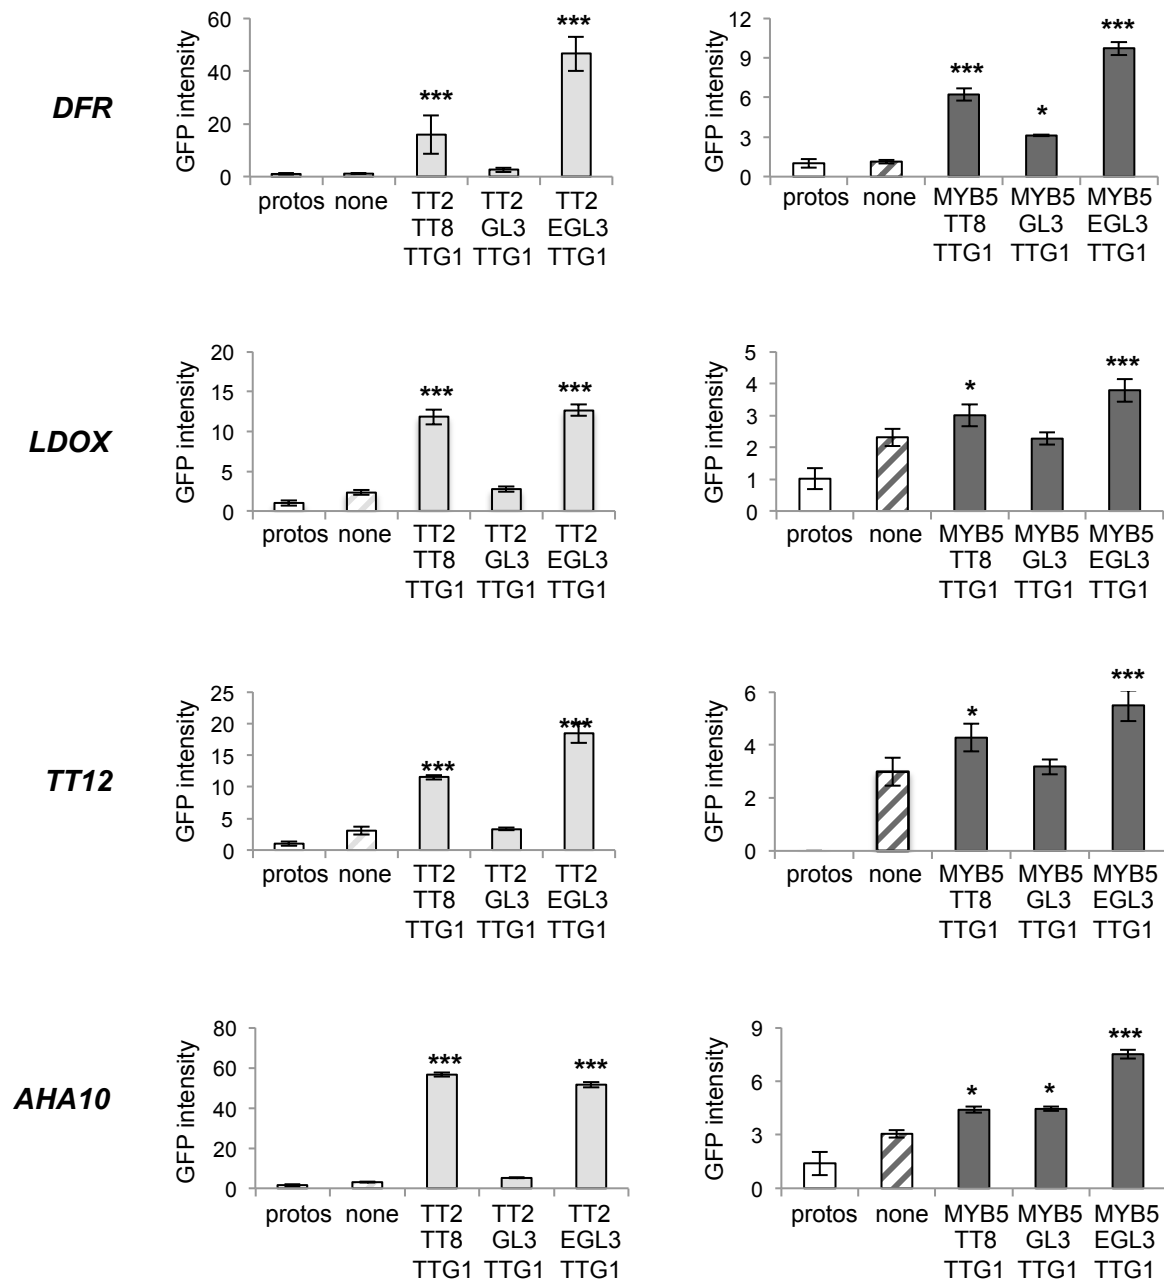 DFR
GFP intensity
60
40
20
0
***
***
protos none TT2 TT2 TT2
TT8 GL3 EGL3
TTG1 TTG1 TTG1
GFP intensity
12
9
6
3
0
***
*
***
protos none MYB5 MYB5 MYB5
TT8 GL3 EGL3
TTG1 TTG1 TTG1
LDOX
GFP intensity
20
15
10
5
0
***
***
protos none TT2 TT2 TT2
TT8 GL3 EGL3
TTG1 TTG1 TTG1
GFP intensity
5
4
3
2
1
0
*
***
protos none MYB5 MYB5 MYB5
TT8 GL3 EGL3
TTG1 TTG1 TTG1
TT12
GFP intensity
25
20
15
10
5
0
***
***
protos none TT2 TT2 TT2
TT8 GL3 EGL3
TTG1 TTG1 TTG1
GFP intensity
6
4
2
0
*
***
protos none MYB5 MYB5 MYB5
TT8 GL3 EGL3
TTG1 TTG1 TTG1
AHA10
GFP intensity
80
60
40
20
0
***
***
protos none TT2 TT2 TT2
TT8 GL3 EGL3
TTG1 TTG1 TTG1
GFP intensity
9
6
3
0
*
*
***
protos none MYB5 MYB5 MYB5
TT8 GL3 EGL3
TTG1 TTG1 TTG1